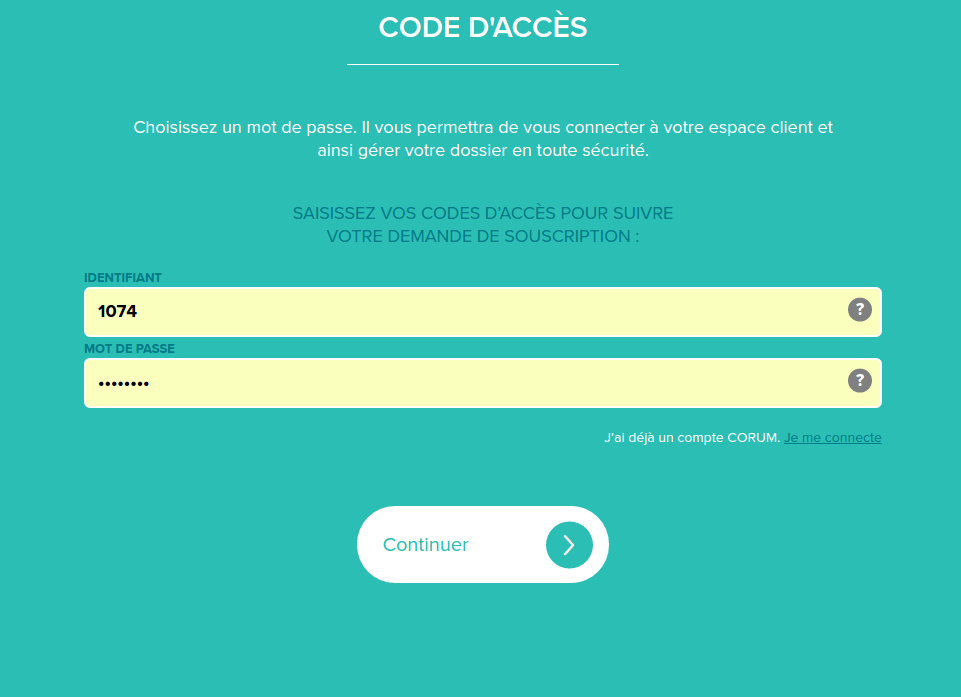 CODE D'ACCÈS
Choisissez un mot de passe. Il vous permettra de vous connecter à votre espace client et
ainsi gérer votre dossier en toute sécurité.
SAISISSEZ VOS CODES D'ACCÈS POUR SUIVRE
VOTRE DEMANDE DE SOUSCRIPTION :
IDENTIFIANT
1074 ?
MOT DE PASSE
•••••••• ?
J'ai déjà un compte CORUM. Je me connecte
Continuer